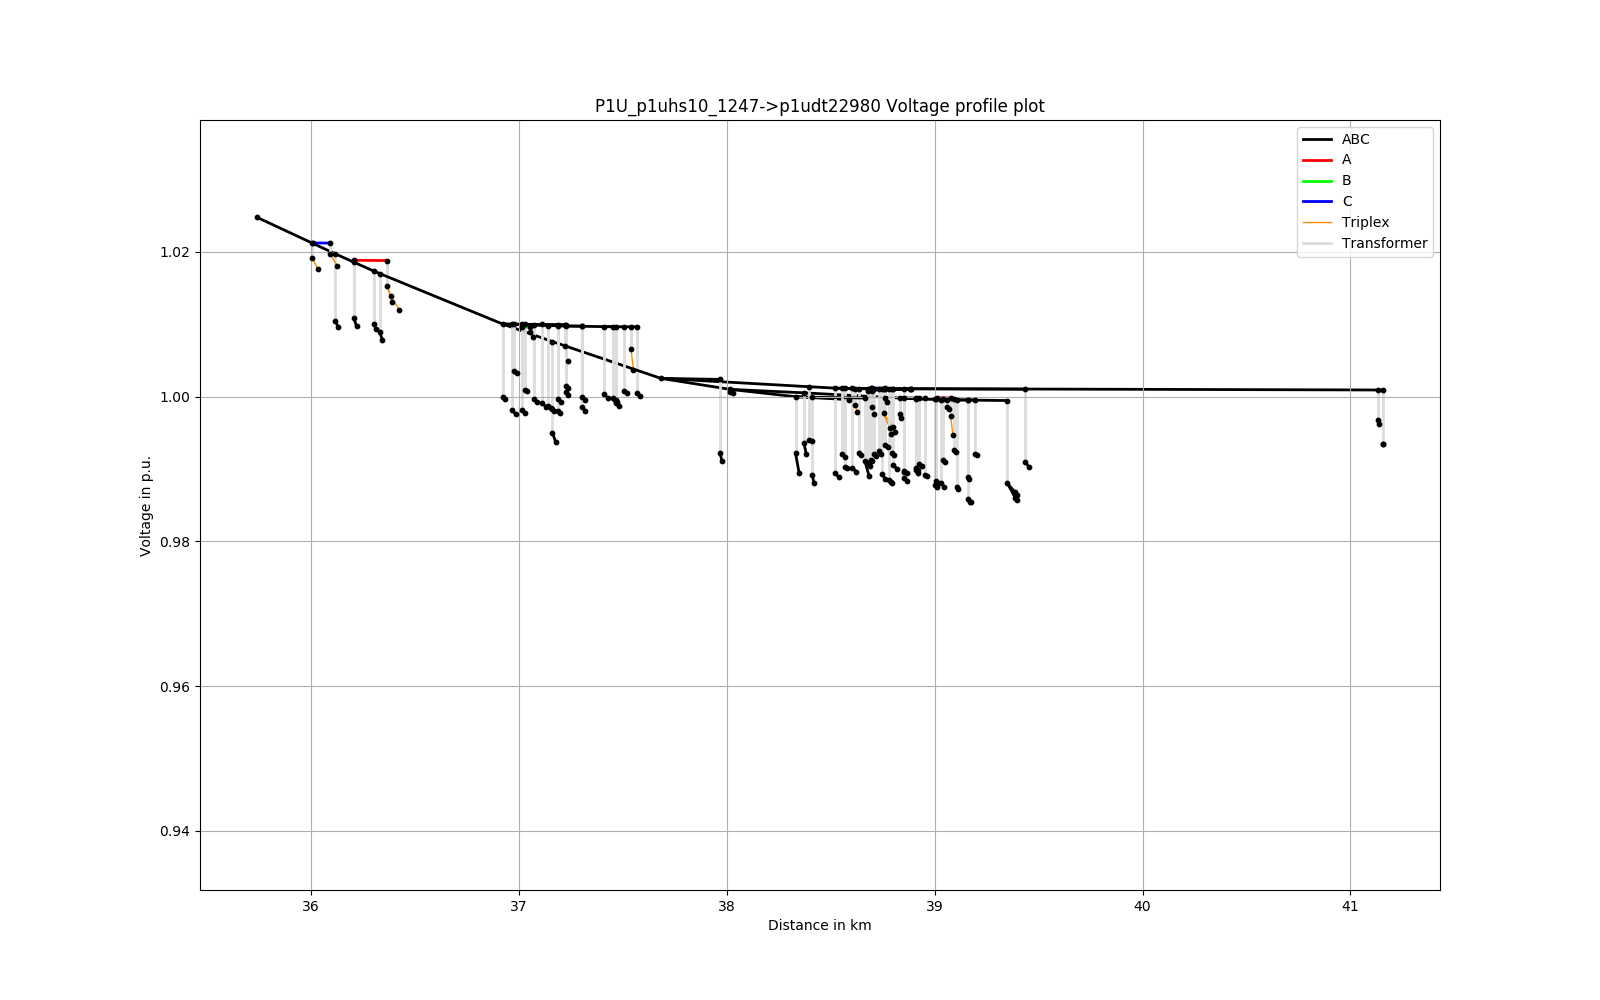 P1U_p1uhs10_1247->p1udt22980 Voltage profile plot
ABC
A
B
C
Triplex
Transformer
Voltage in p.u.
1.02
1.00
0.98
0.96
0.94
36
37
38
39
40
41
Distance in km